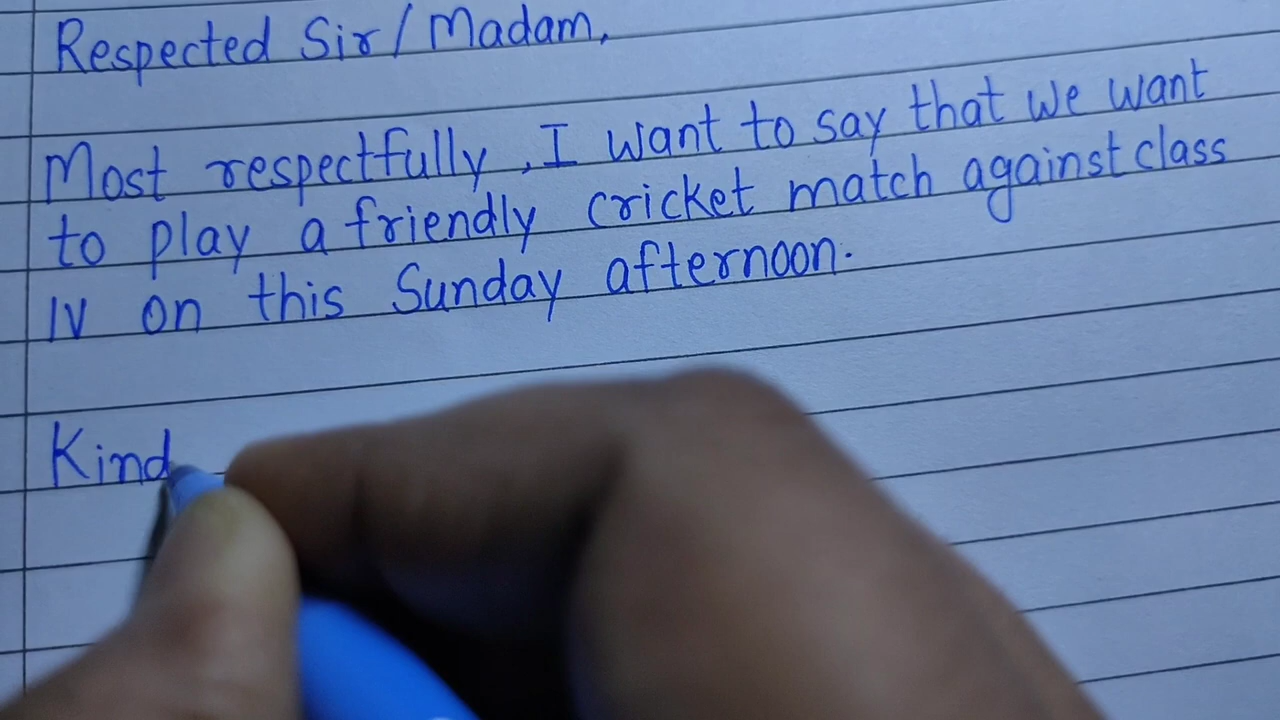 Respected Sir/Madam,
Most respectfully, I want to say that we want
to play a friendly cricket match against class
IV on this Sunday afternoon.
Kind